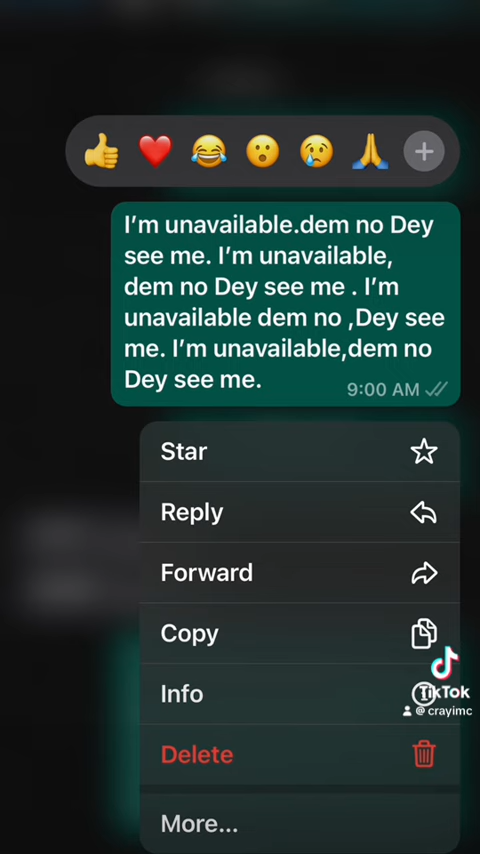 I'm unavailable.dem no Dey
see me. I'm unavailable,
dem no Dey see me . I'm
unavailable dem no ,Dey see
me. I'm unavailable,dem no
Dey see me.
9:00 AM
Star
Reply
Forward
Copy
Info
TikTok
@ crayimc
Delete
More...